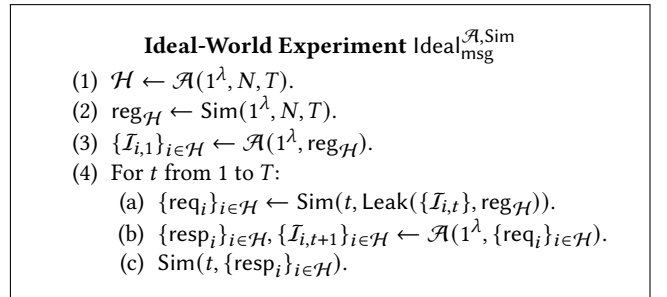 Ideal-World Experiment Ideal_{msg}^{𝒜,Sim}
(1) ℋ ← 𝒜(1^λ, N, T).
(2) reg_ℋ ← Sim(1^λ, N, T).
(3) {ℐ_{i,1}}_{i∈ℋ} ← 𝒜(1^λ, reg_ℋ).
(4) For t from 1 to T:
(a) {req_i}_{i∈ℋ} ← Sim(t, Leak({ℐ_{i,t}}, reg_ℋ)).
(b) {resp_i}_{i∈ℋ}, {ℐ_{i,t+1}}_{i∈ℋ} ← 𝒜(1^λ, {req_i}_{i∈ℋ}).
(c) Sim(t, {resp_i}_{i∈ℋ}).